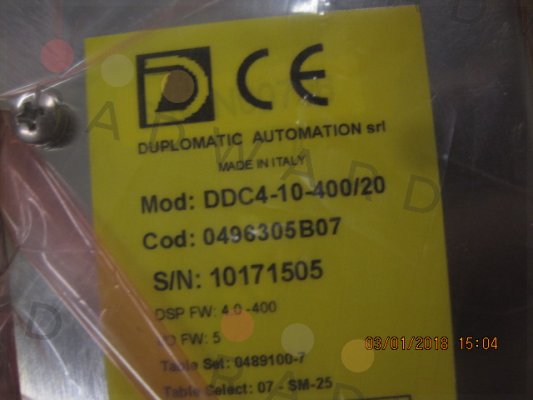 D CE
DUPLOMATIC AUTOMATION srl
MADE IN ITALY
Mod: DDC4-10-400/20
Cod: 0496305B07
S/N: 10171505
DSP FW: 4.0 -400
FW: 5
Table Set: 0489100-7
Table Select: 07 - SM-25
03/01/2018 15:04